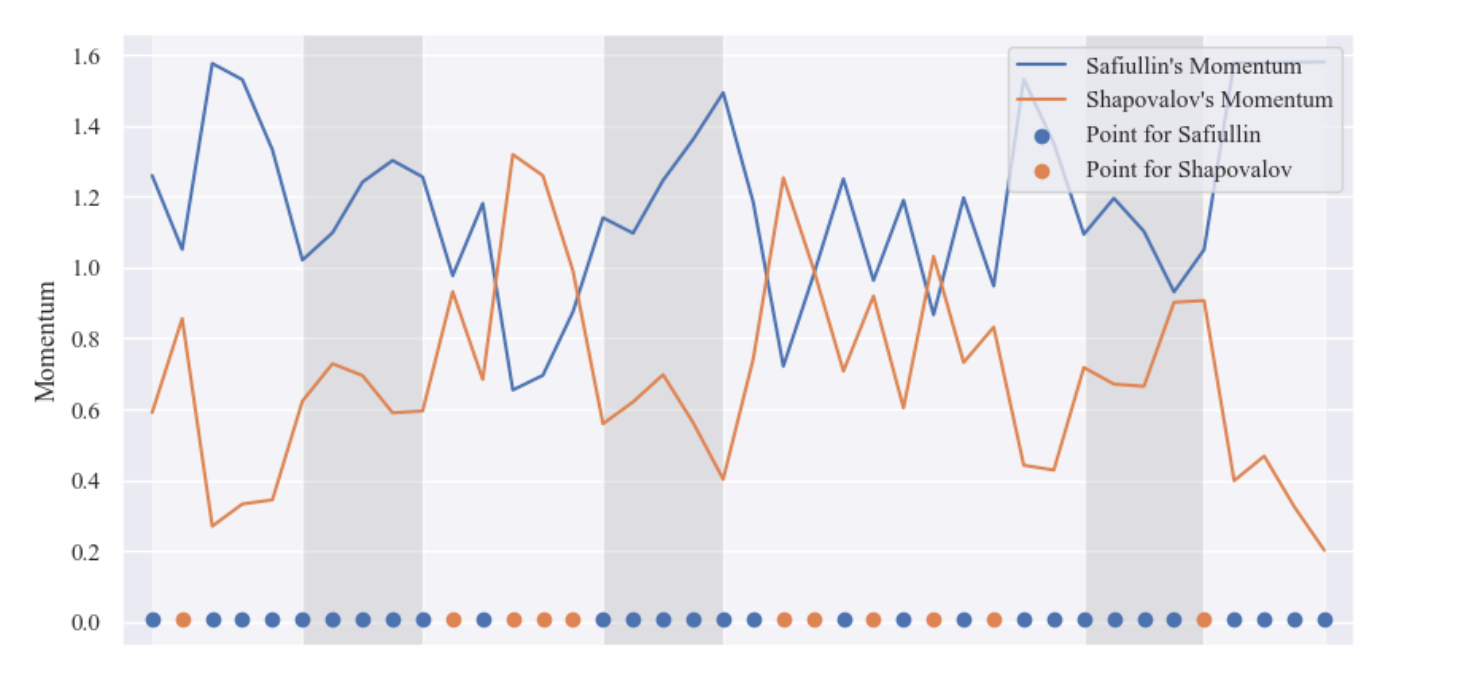 1.6
1.4
1.2
1.0
0.8
0.6
0.4
0.2
0.0
Momentum
Safiullin's Momentum
Shapovalov's Momentum
Point for Safiullin
Point for Shapovalov